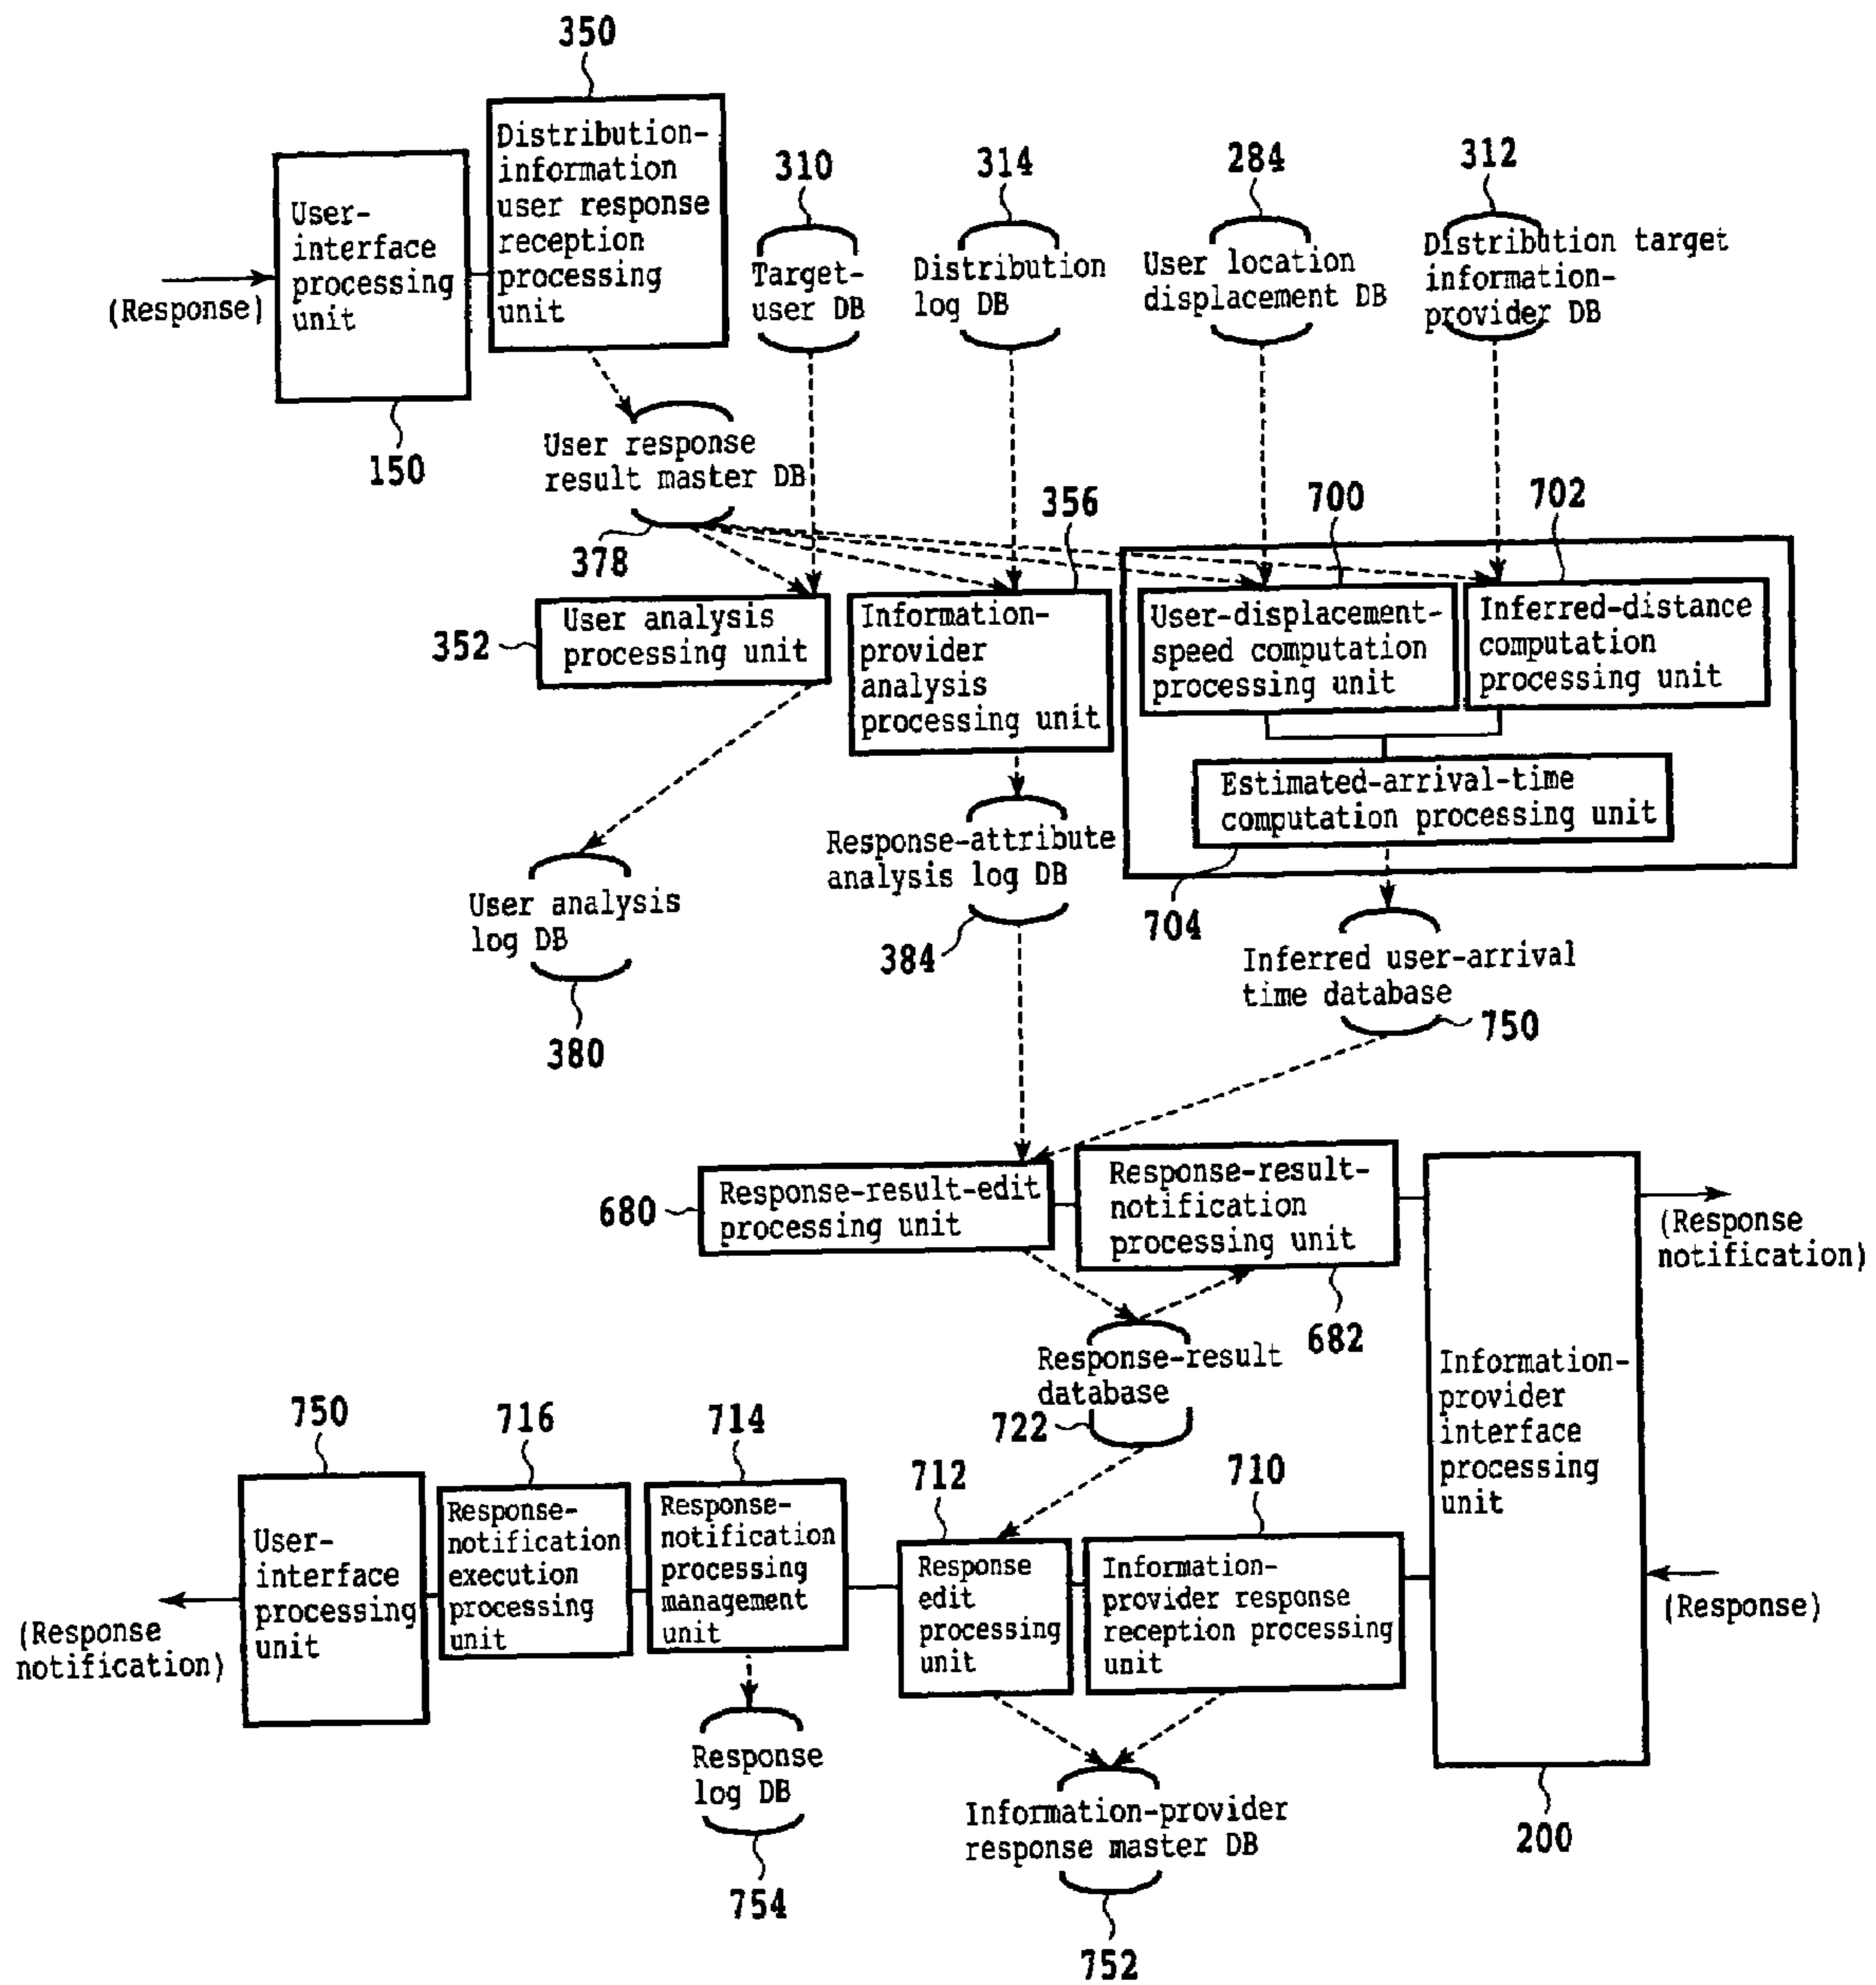 350
Distribution-
information
user response
reception
processing
unit
User-
interface
processing
unit
(Response)
150
310
Target-
user DB
314
Distribution
log DB
284
User location
displacement DB
312
Distribution target
information-
provider DB
User response
result master DB
378
352
User analysis
processing unit
356
Information-
provider
analysis
processing unit
700
User-displacement-
speed computation
processing unit
702
Inferred-distance
computation
processing unit
Estimated-arrival-time
computation processing unit
704
User analysis
log DB
380
Response-attribute
analysis log DB
384
Inferred user-arrival
time database
750
680
Response-result-edit
processing unit
Response-result-
notification
processing unit
682
(Response
notification)
Response-result
database
722
Information-
provider
interface
processing
unit
200
(Response)
750
User-
interface
processing
unit
(Response
notification)
716
Response-
notification
execution
processing
unit
714
Response-
notification
processing
management
unit
712
Response
edit
processing
unit
710
Information-
provider response
reception processing
unit
Response
log DB
754
Information-provider
response master DB
752